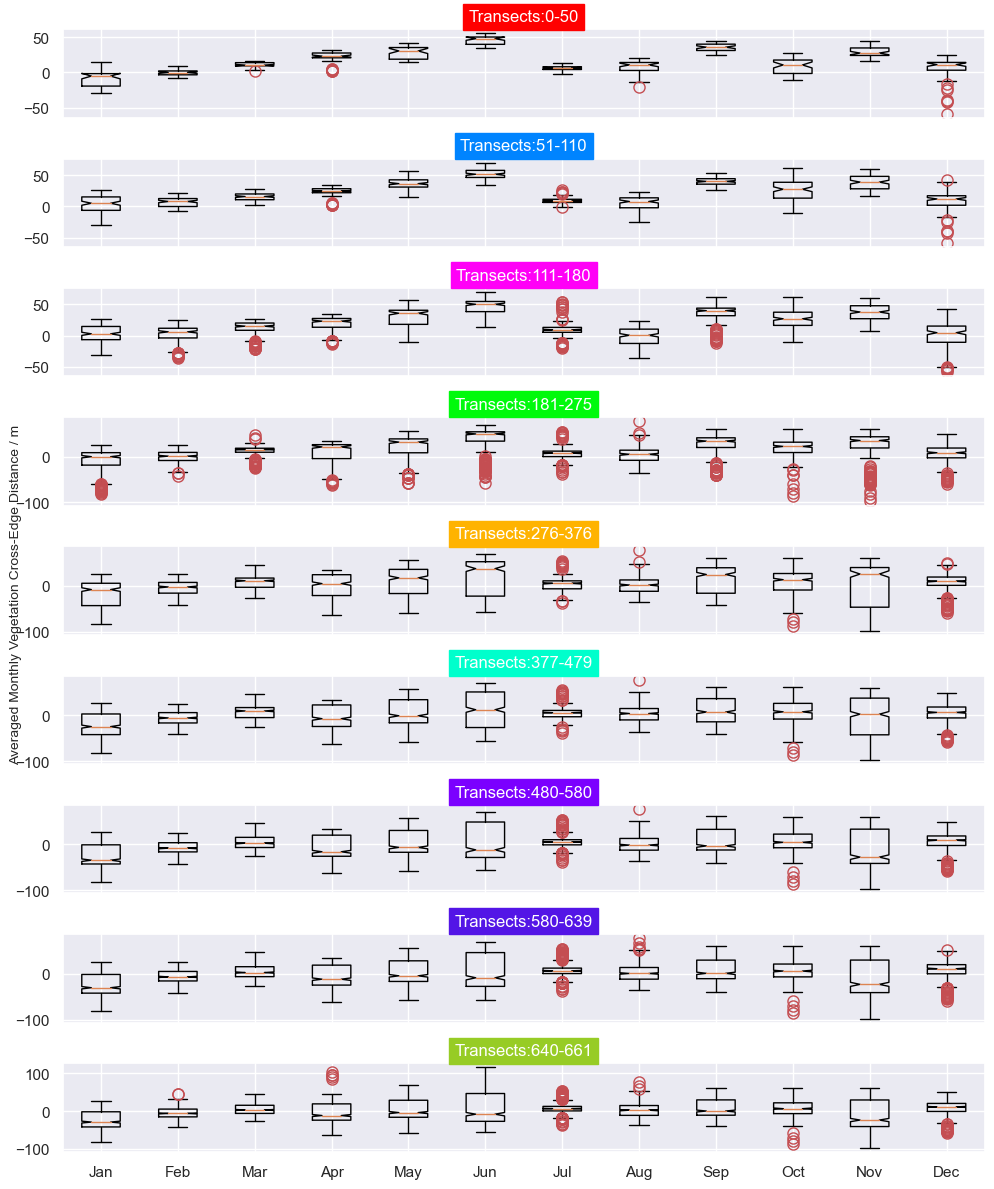 Transects:0-50
50
0
−50
Transects:51-110
50
0
−50
Transects:111-180
50
0
−50
Transects:181-275
0
−100
Transects:276-376
0
−100
Transects:377-479
0
−100
Transects:480-580
0
−100
Transects:580-639
0
−100
Transects:640-661
100
0
−100
Jan Feb Mar Apr May Jun Jul Aug Sep Oct Nov Dec
Averaged Monthly Vegetation Cross-Edge Distance / m